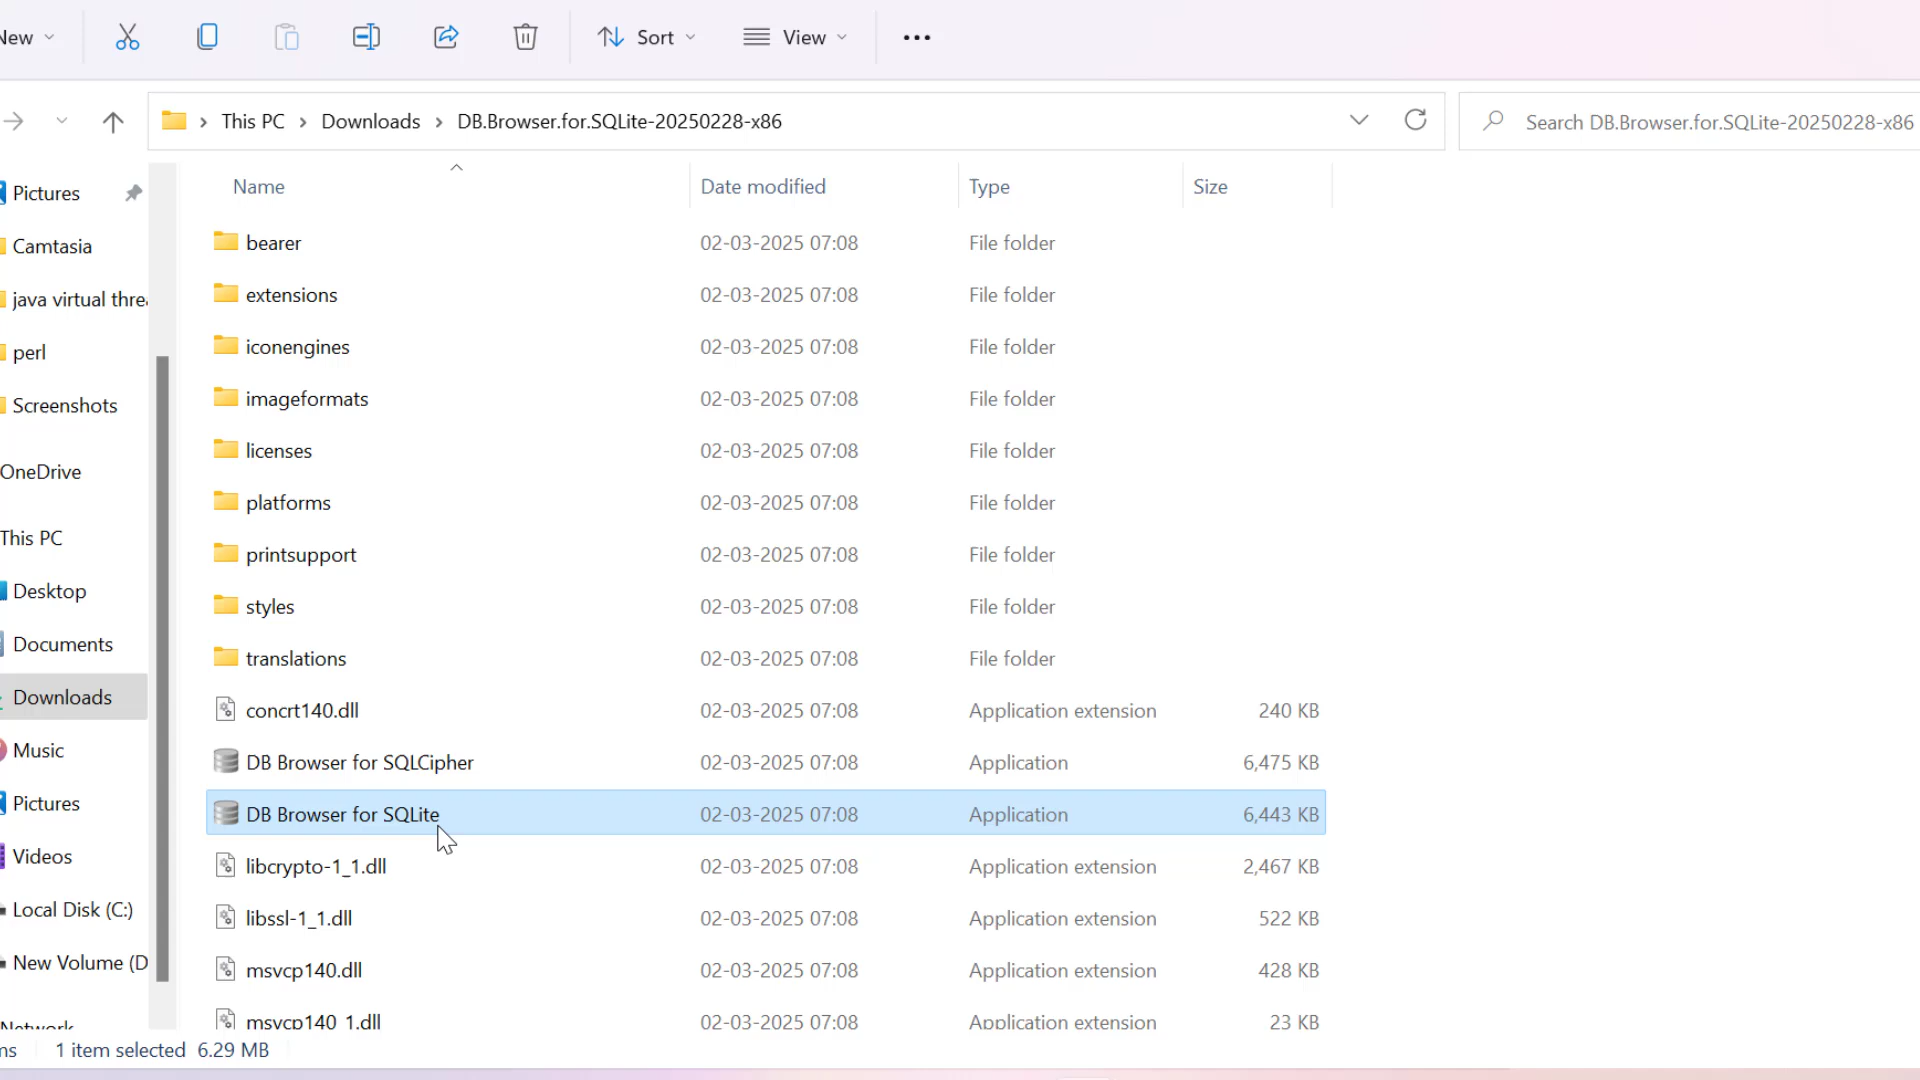 New
Sort
View
This PC > Downloads > DB.Browser.for.SQLite-20250228-x86
Search DB.Browser.for.SQLite-20250228-x86
Pictures
Camtasia
java virtual threa
perl
Screenshots
OneDrive
This PC
Desktop
Documents
Downloads
Music
Pictures
Videos
Local Disk (C:)
New Volume (D
Network
Name Date modified Type Size
bearer 02-03-2025 07:08 File folder
extensions 02-03-2025 07:08 File folder
iconengines 02-03-2025 07:08 File folder
imageformats 02-03-2025 07:08 File folder
licenses 02-03-2025 07:08 File folder
platforms 02-03-2025 07:08 File folder
printsupport 02-03-2025 07:08 File folder
styles 02-03-2025 07:08 File folder
translations 02-03-2025 07:08 File folder
concrt140.dll 02-03-2025 07:08 Application extension 240 KB
DB Browser for SQLCipher 02-03-2025 07:08 Application 6,475 KB
DB Browser for SQLite 02-03-2025 07:08 Application 6,443 KB
libcrypto-1_1.dll 02-03-2025 07:08 Application extension 2,467 KB
libssl-1_1.dll 02-03-2025 07:08 Application extension 522 KB
msvcp140.dll 02-03-2025 07:08 Application extension 428 KB
msvcp140_1.dll 02-03-2025 07:08 Application extension 23 KB
ms 1 item selected 6.29 MB